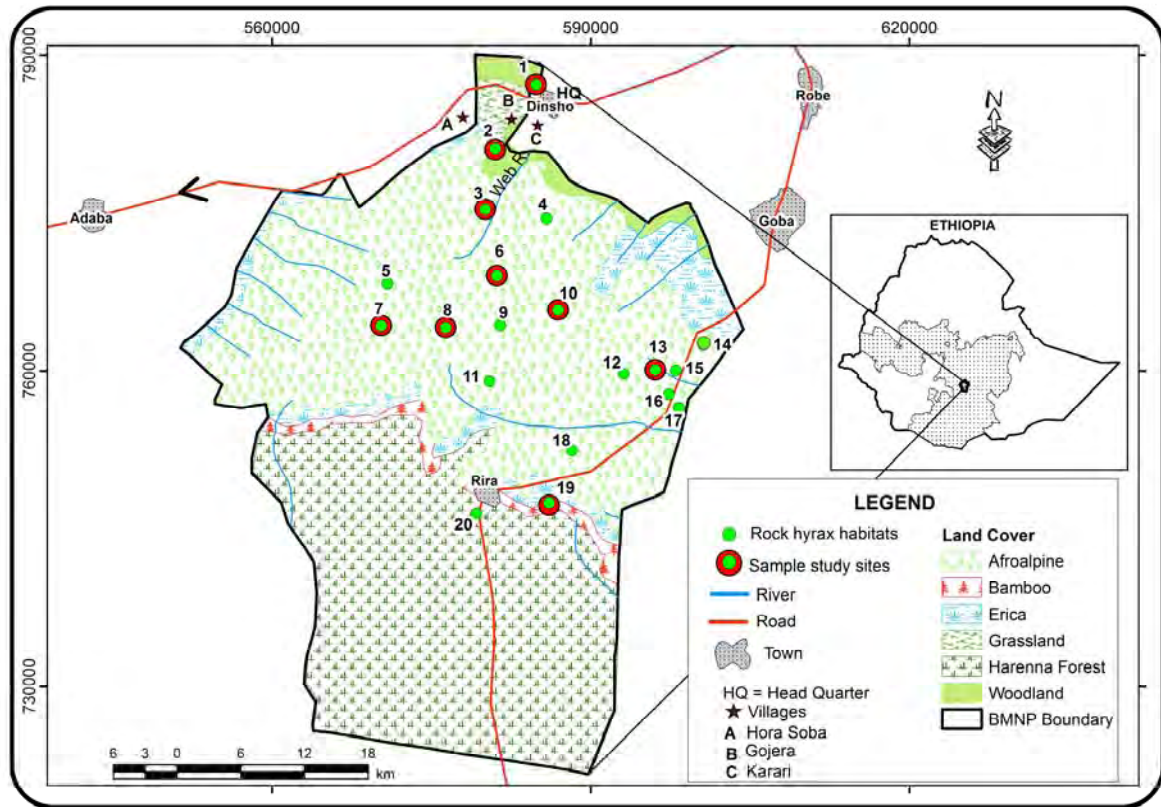 560000
590000
620000
790000
760000
730000
1
HQ
Dinsho
Robe
A
B
C
2
Web R.
3
4
Adaba
Goba
N
ETHIOPIA
5
6
7
8
9
10
11
12
13
14
15
16
17
18
Rira
19
20
6 3 0 6 12 18
km
LEGEND
Rock hyrax habitats
Sample study sites
River
Road
Town
HQ = Head Quarter
Villages
A Hora Soba
B Gojera
C Karari
Land Cover
Afroalpine
Bamboo
Erica
Grassland
Harenna Forest
Woodland
BMNP Boundary